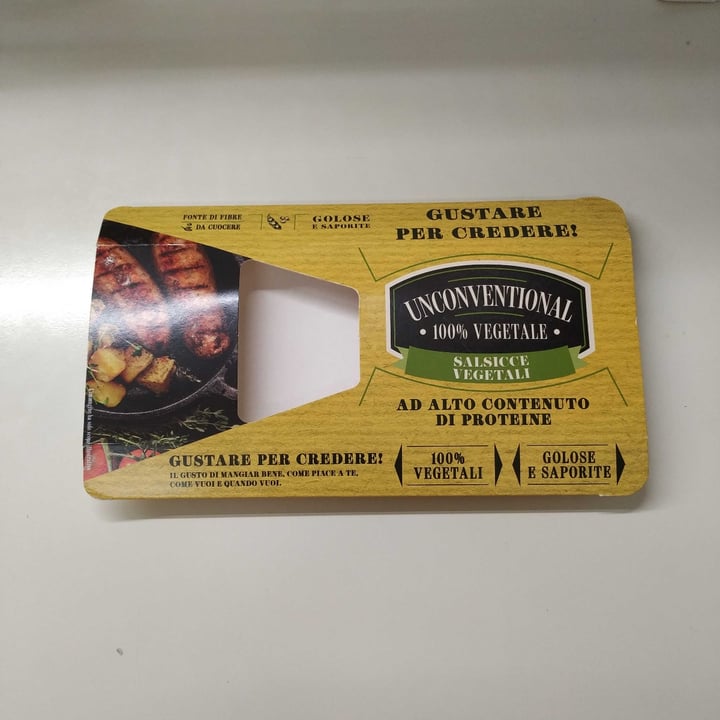 FONTE DI FIBRE
DA CUOCERE
GOLOSE
E SAPORITE
GUSTARE
PER CREDERE!
UNCONVENTIONAL
• 100% VEGETALE •
SALSICCE
VEGETALI
AD ALTO CONTENUTO
DI PROTEINE
GUSTARE PER CREDERE!
IL GUSTO DI MANGIAR BENE, COME PIACE A TE,
COME VUOI E QUANDO VUOI.
100%
VEGETALI
GOLOSE
E SAPORITE